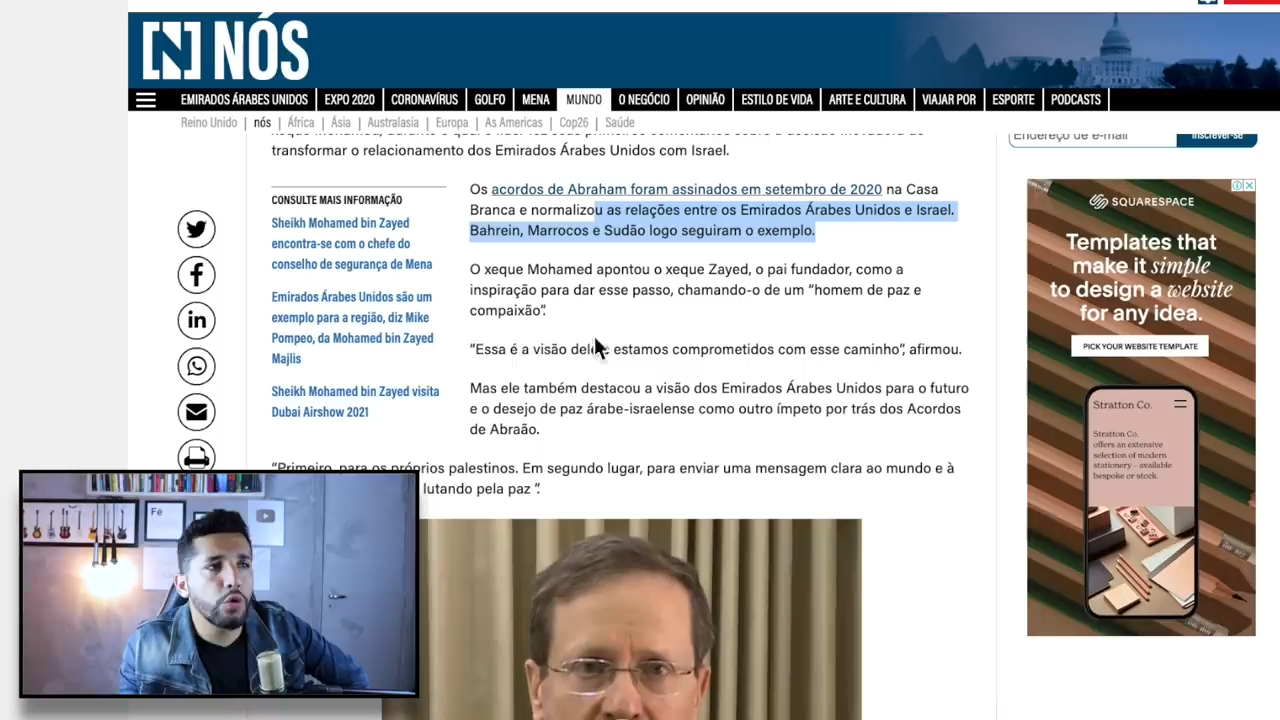 [N] NÓS
EMIRADOS ÁRABES UNIDOS
EXPO 2020
CORONAVÍRUS
GOLFO
MENA
MUNDO
O NEGÓCIO
OPINIÃO
ESTILO DE VIDA
ARTE E CULTURA
VIAJAR POR
ESPORTE
PODCASTS
Reino Unido
nós
África
Ásia
Australasia
Europa
As Americas
Cop26
Saúde
transformar o relacionamento dos Emirados Árabes Unidos com Israel.
Endereço de e-mail
Inscrever-se
CONSULTE MAIS INFORMAÇÃO
Sheikh Mohamed bin Zayed
encontra-se com o chefe do
conselho de segurança de Mena
Emirados Árabes Unidos são um
exemplo para a região, diz Mike
Pompeo, da Mohamed bin Zayed
Majlis
Sheikh Mohamed bin Zayed visita
Dubai Airshow 2021
Os acordos de Abraham foram assinados em setembro de 2020 na Casa
Branca e normalizou as relações entre os Emirados Árabes Unidos e Israel.
Bahrein, Marrocos e Sudão logo seguiram o exemplo.
O xeque Mohamed apontou o xeque Zayed, o pai fundador, como a
inspiração para dar esse passo, chamando-o de um “homem de paz e
compaixão”.
“Essa é a visão estamos comprometidos com esse caminho”, afirmou.
Mas ele também destacou a visão dos Emirados Árabes Unidos para o futuro
e o desejo de paz árabe-israelense como outro ímpeto por trás dos Acordos
de Abraão.
“Primeiro, para os próprios palestinos. Em segundo lugar, para enviar uma mensagem clara ao mundo e à
lutando pela paz “.
SQUARESPACE
Templates that
make it simple
to design a website
for any idea.
PICK YOUR WEBSITE TEMPLATE
Stratton Co.
Stratton Co.
offers an extensive
selection of modern
stationery – available
bespoke or stock.
Fé